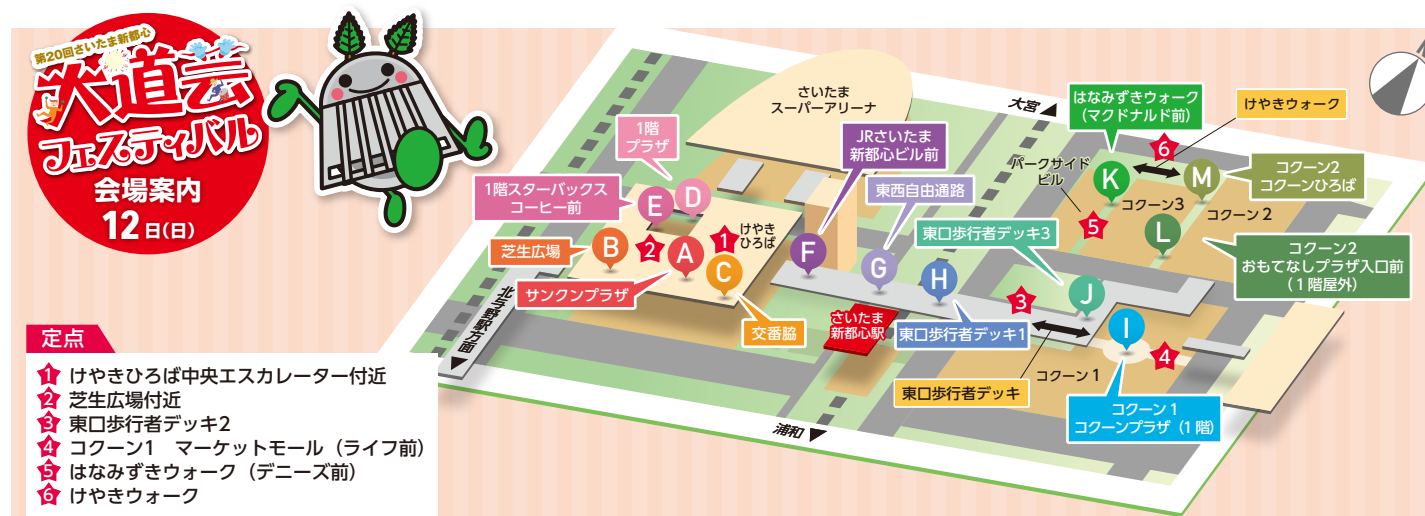 第20回さいたま新都心
大道芸
フェスティバル
会場案内
12日(日)
さいたま
スーパーアリーナ
大宮▲
はなみずきウォーク
(マクドナルド前)
けやきウォーク
6
1階
プラザ
JRさいたま
新都心ビル前
パークサイド
ビル
K
M
コクーン2
コクーンひろば
1階スターバックス
コーヒー前
E
D
東西自由通路
コクーン3
コクーン2
5
L
芝生広場
B
2
A
1
けやき
ひろば
C
F
G
H
東口歩行者デッキ3
コクーン2
おもてなしプラザ入口前
(1階屋外)
サンクンプラザ
交番脇
さいたま
新都心駅
東口歩行者デッキ1
3
J
I
4
北与野駅方面▼
東口歩行者デッキ
コクーン1
コクーン1
コクーンプラザ(1階)
浦和▼
定点
1 けやきひろば中央エスカレーター付近
2 芝生広場付近
3 東口歩行者デッキ2
4 コクーン1 マーケットモール(ライフ前)
5 はなみずきウォーク(デニーズ前)
6 けやきウォーク